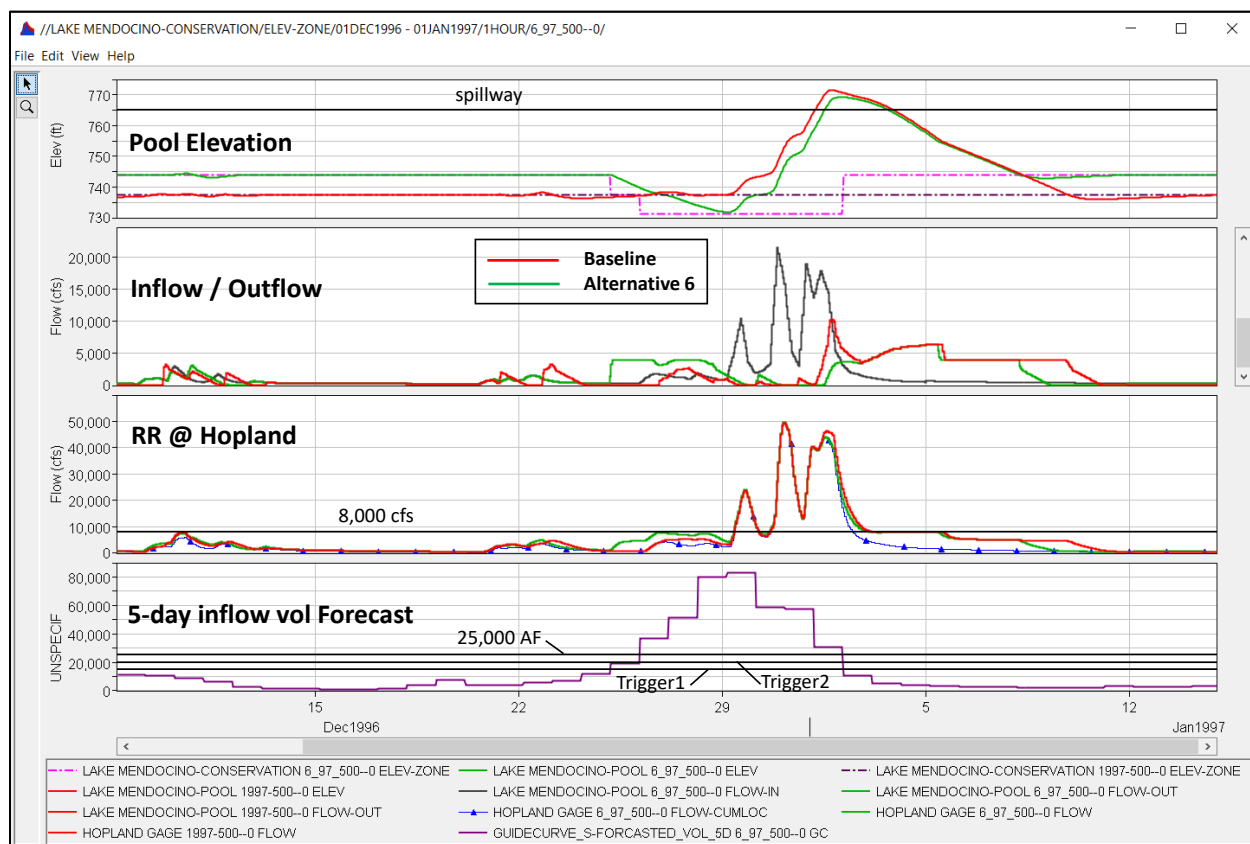 //LAKE MENDOCINO-CONSERVATION/ELEV-ZONE/01DEC1996 - 01JAN1997/1HOUR/6_97_500--0/
File Edit View Help
770
760
750
740
730
Elev (ft)
spillway
Pool Elevation
20,000
15,000
10,000
5,000
0
Flow (cfs)
Inflow / Outflow
Baseline
Alternative 6
50,000
40,000
30,000
20,000
10,000
0
Flow (cfs)
RR @ Hopland
8,000 cfs
80,000
60,000
40,000
20,000
0
UNSPECIF
5-day inflow vol Forecast
25,000 AF
Trigger1
Trigger2
15 22 29 5 12
Dec1996 Jan1997
LAKE MENDOCINO-CONSERVATION 6_97_500--0 ELEV-ZONE LAKE MENDOCINO-POOL 6_97_500--0 ELEV LAKE MENDOCINO-CONSERVATION 1997-500--0 ELEV-ZONE
LAKE MENDOCINO-POOL 1997-500--0 ELEV LAKE MENDOCINO-POOL 6_97_500--0 FLOW-IN LAKE MENDOCINO-POOL 6_97_500--0 FLOW-OUT
LAKE MENDOCINO-POOL 1997-500--0 FLOW-OUT HOPLAND GAGE 6_97_500--0 FLOW-CUMLOC HOPLAND GAGE 6_97_500--0 FLOW
HOPLAND GAGE 1997-500--0 FLOW GUIDECURVE_S-FORCASTED_VOL_5D 6_97_500--0 GC